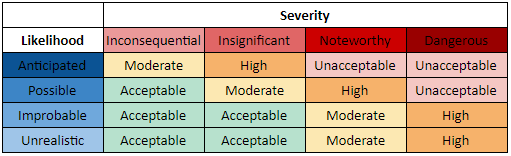 Severity
Likelihood Inconsequential Insignificant Noteworthy Dangerous
Anticipated Moderate High Unacceptable Unacceptable
Possible Acceptable Moderate High Unacceptable
Improbable Acceptable Acceptable Moderate High
Unrealistic Acceptable Acceptable Moderate High